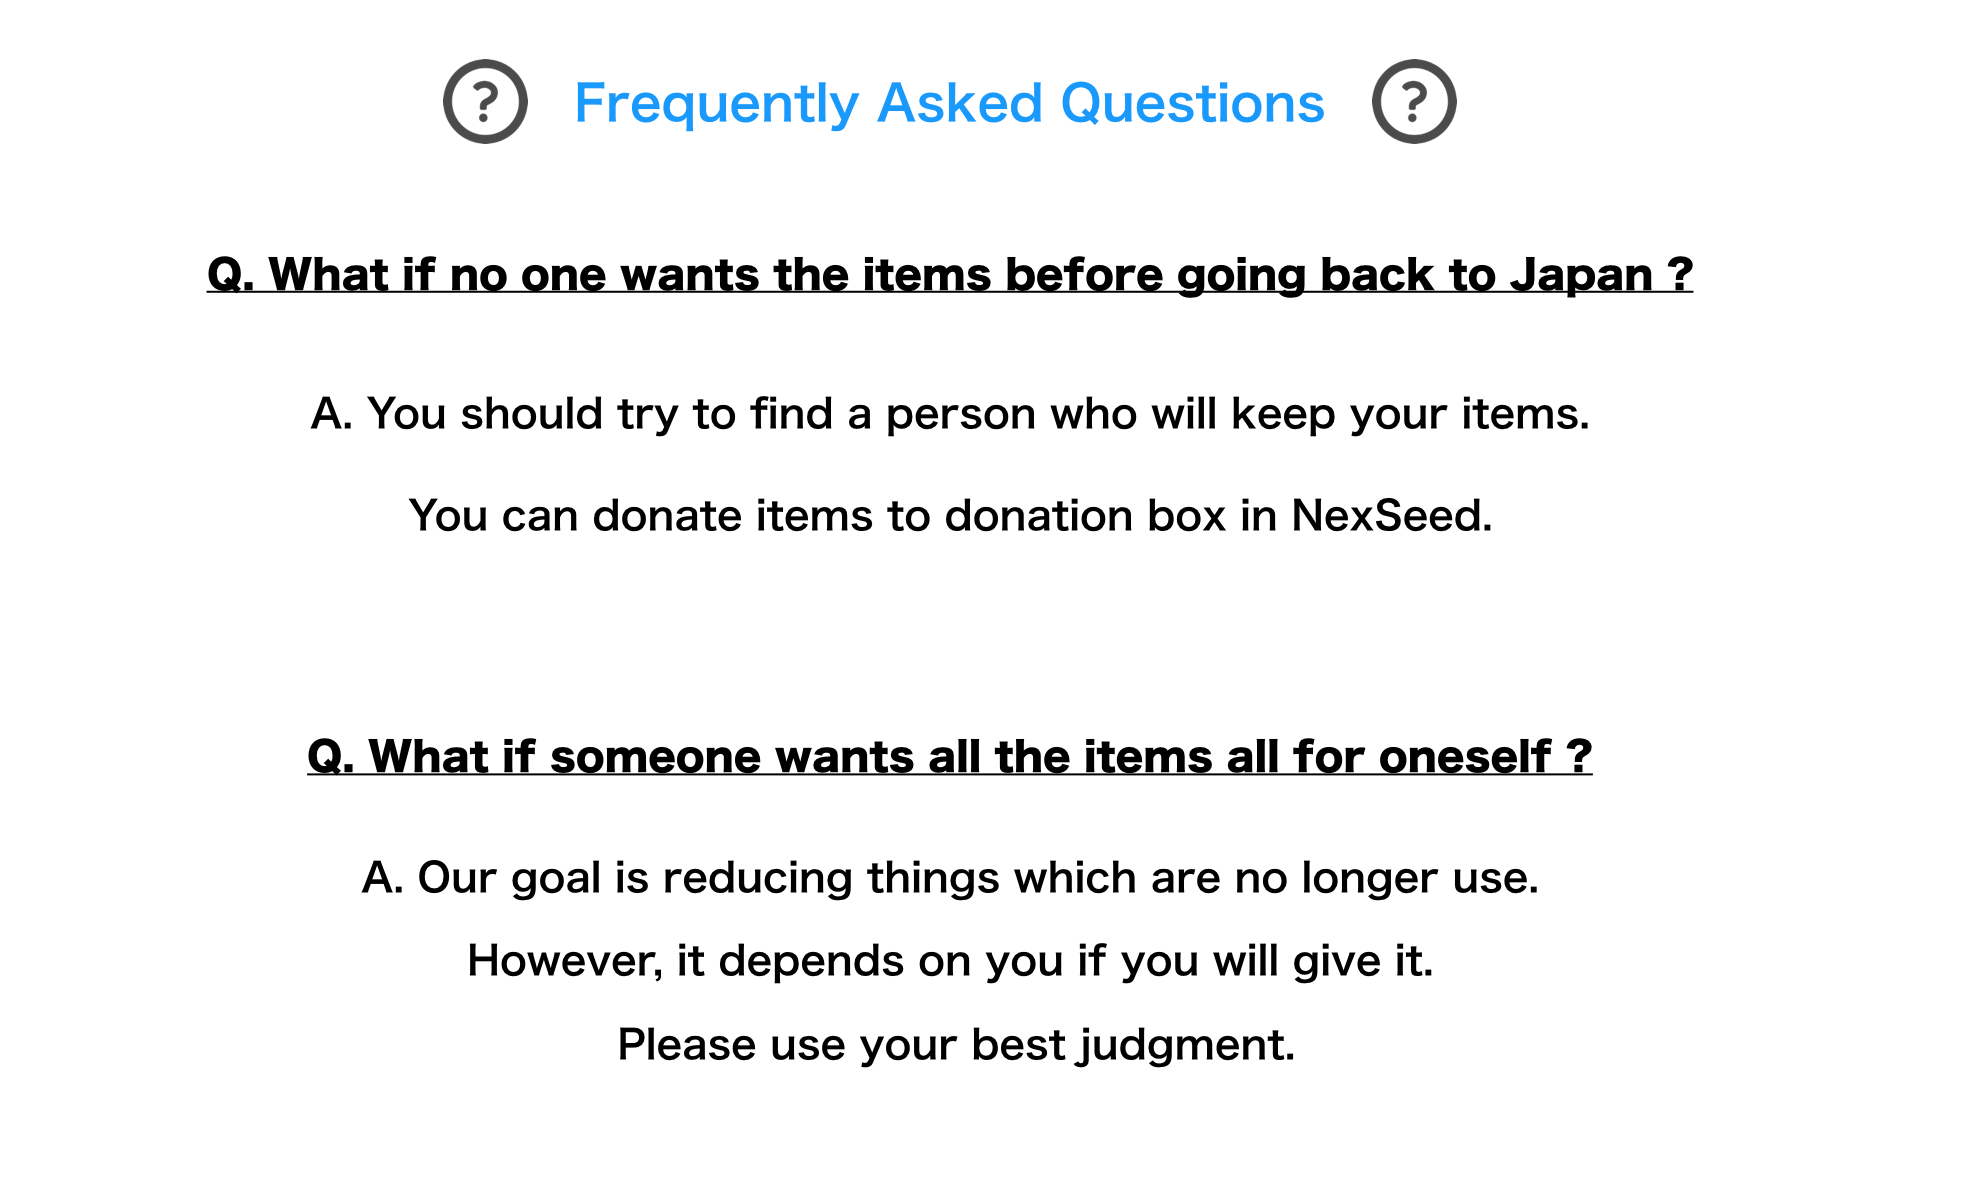 ? Frequently Asked Questions ?
Q. What if no one wants the items before going back to Japan ?
A. You should try to find a person who will keep your items.
You can donate items to donation box in NexSeed.
Q. What if someone wants all the items all for oneself ?
A. Our goal is reducing things which are no longer use.
However, it depends on you if you will give it.
Please use your best judgment.